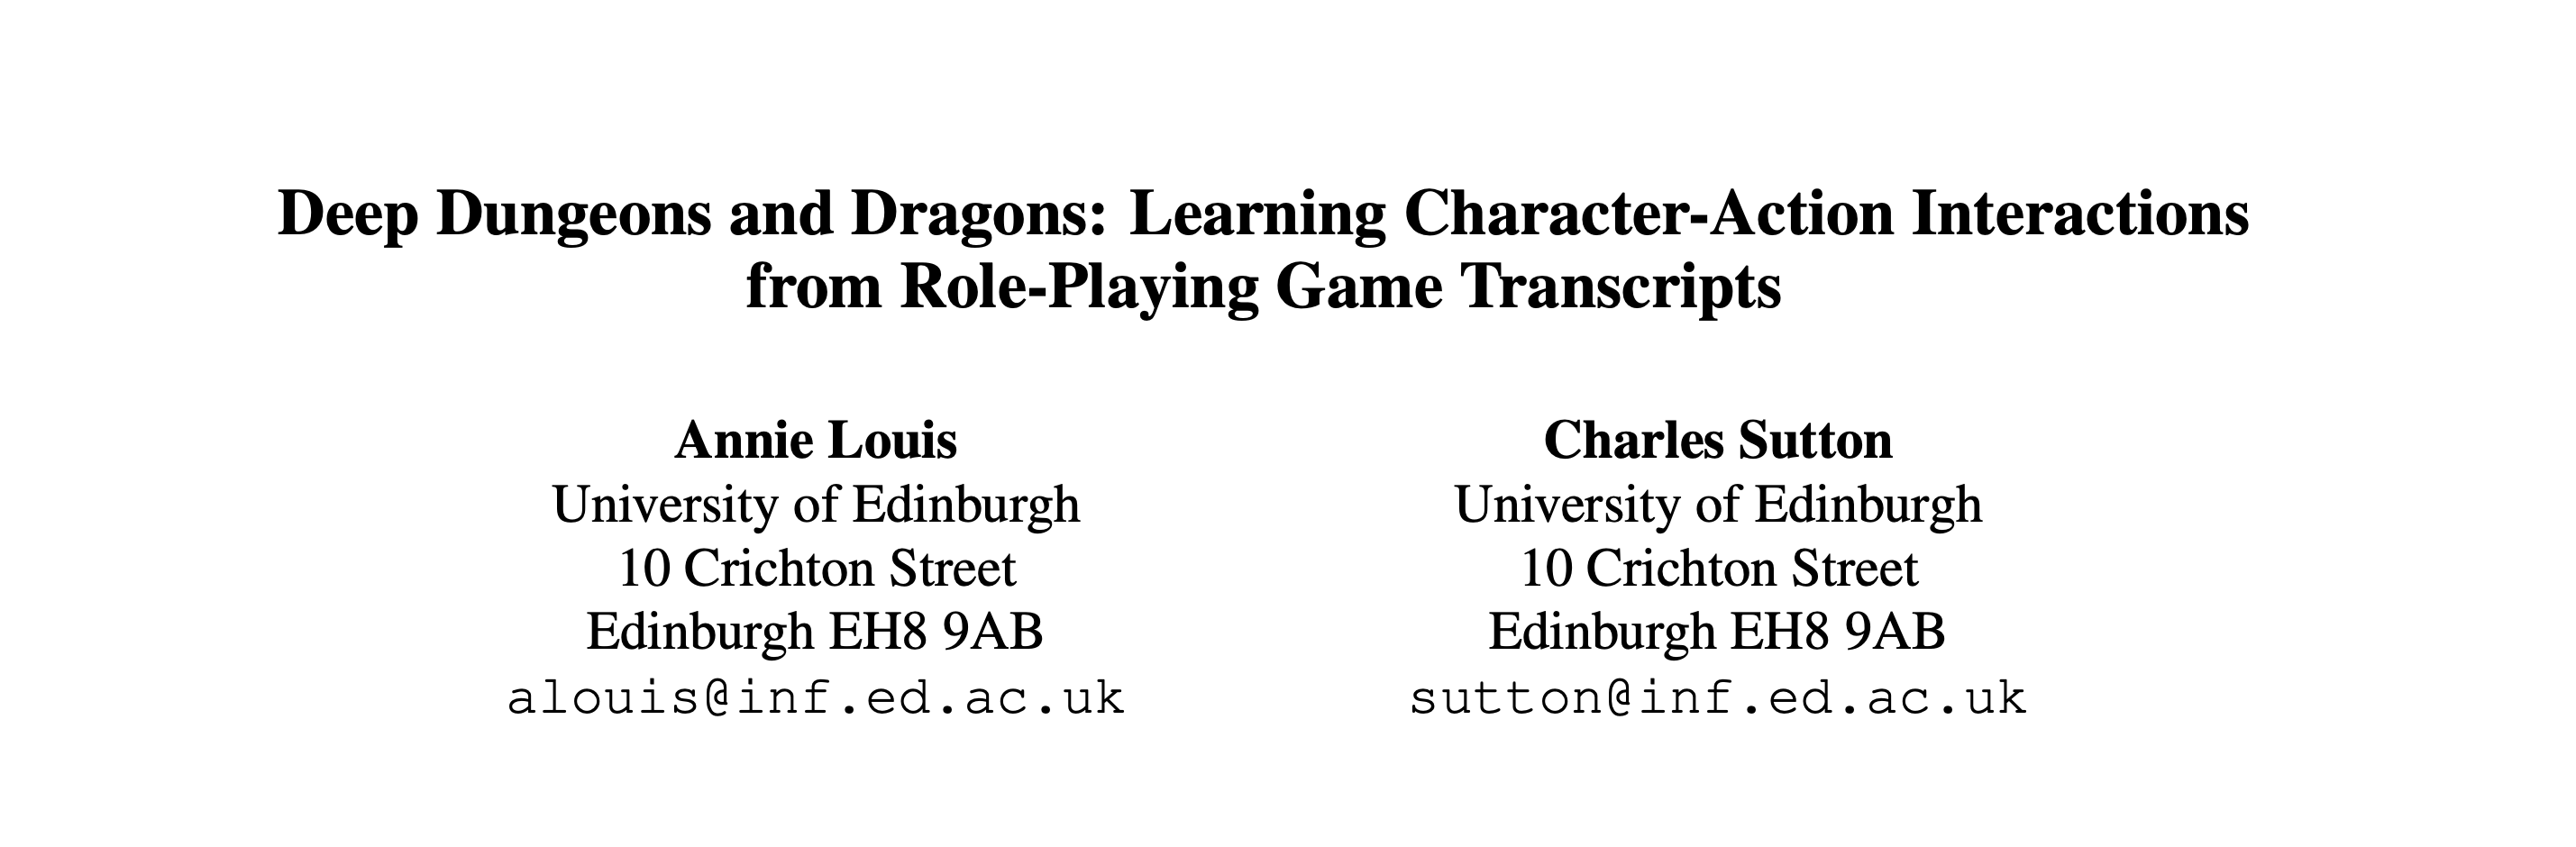 Deep Dungeons and Dragons: Learning Character-Action Interactions
from Role-Playing Game Transcripts
Annie Louis
University of Edinburgh
10 Crichton Street
Edinburgh EH8 9AB
alouis@inf.ed.ac.uk
Charles Sutton
University of Edinburgh
10 Crichton Street
Edinburgh EH8 9AB
sutton@inf.ed.ac.uk